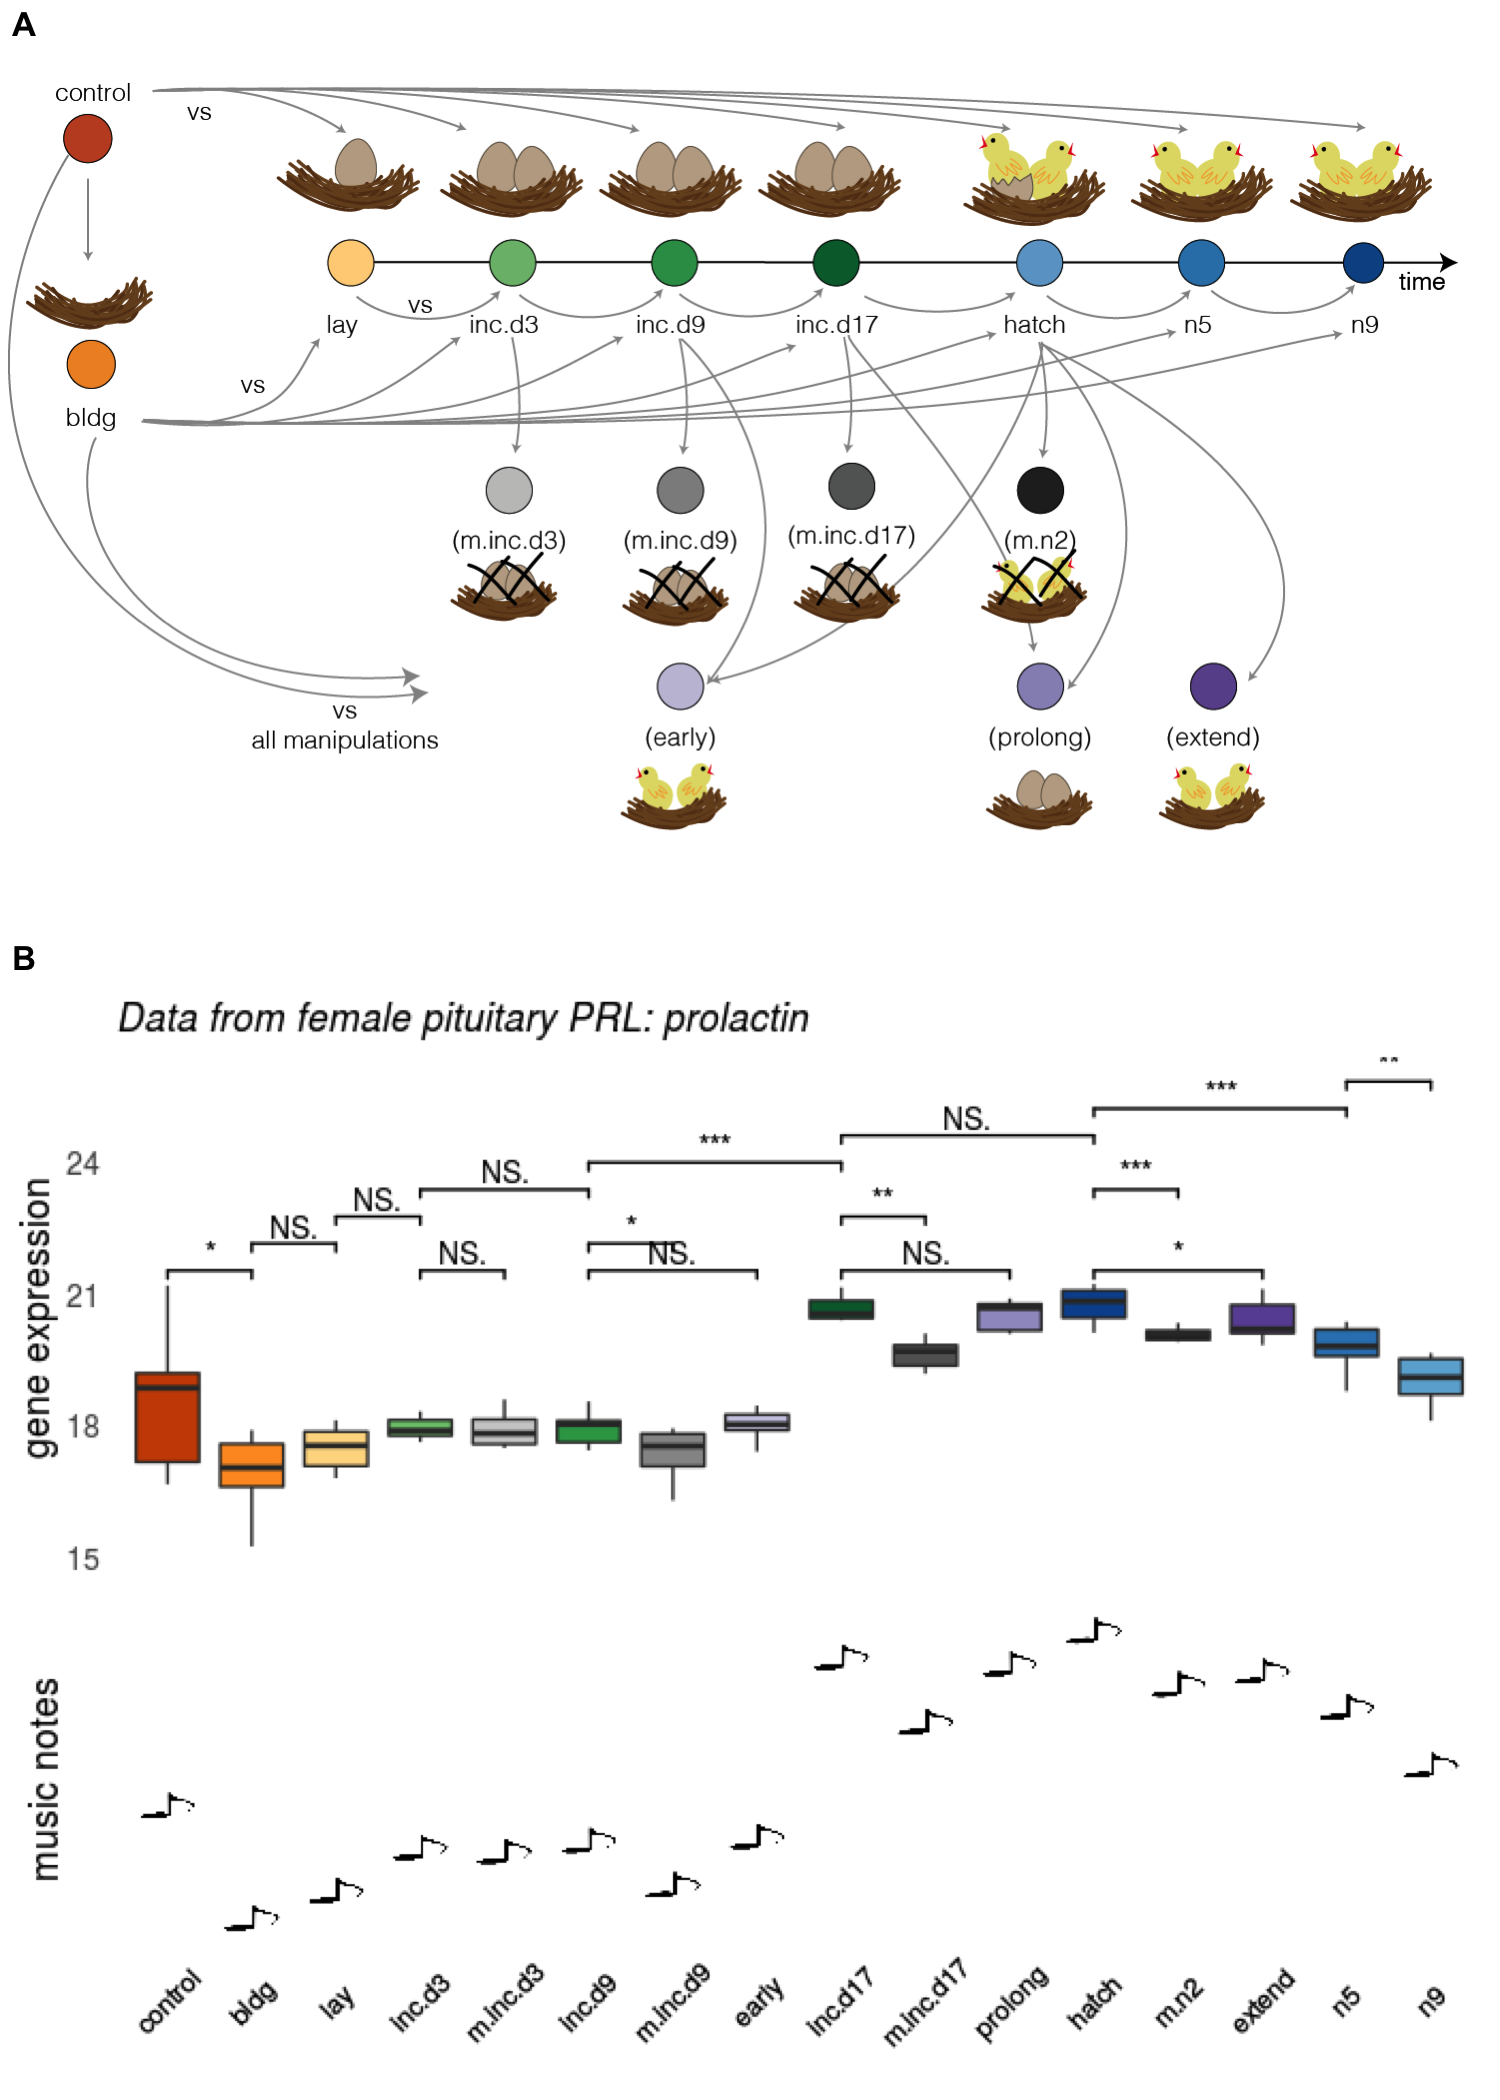 A
control
vs
time
vs
lay
inc.d3
inc.d9
inc.d17
hatch
n5
n9
vs
bldg
(m.inc.d3)
(m.inc.d9)
(m.inc.d17)
(m.n2)
vs
all manipulations
(early)
(prolong)
(extend)
B
Data from female pituitary PRL: prolactin
**
***
NS.
***
24
NS.
***
NS.
**
NS.
*
*
NS.
NS.
NS.
*
21
18
15
gene expression
music notes
control
bldg
lay
inc.d3
m.inc.d3
inc.d9
m.inc.d9
early
inc.d17
m.inc.d17
prolong
hatch
m.n2
extend
n5
n9